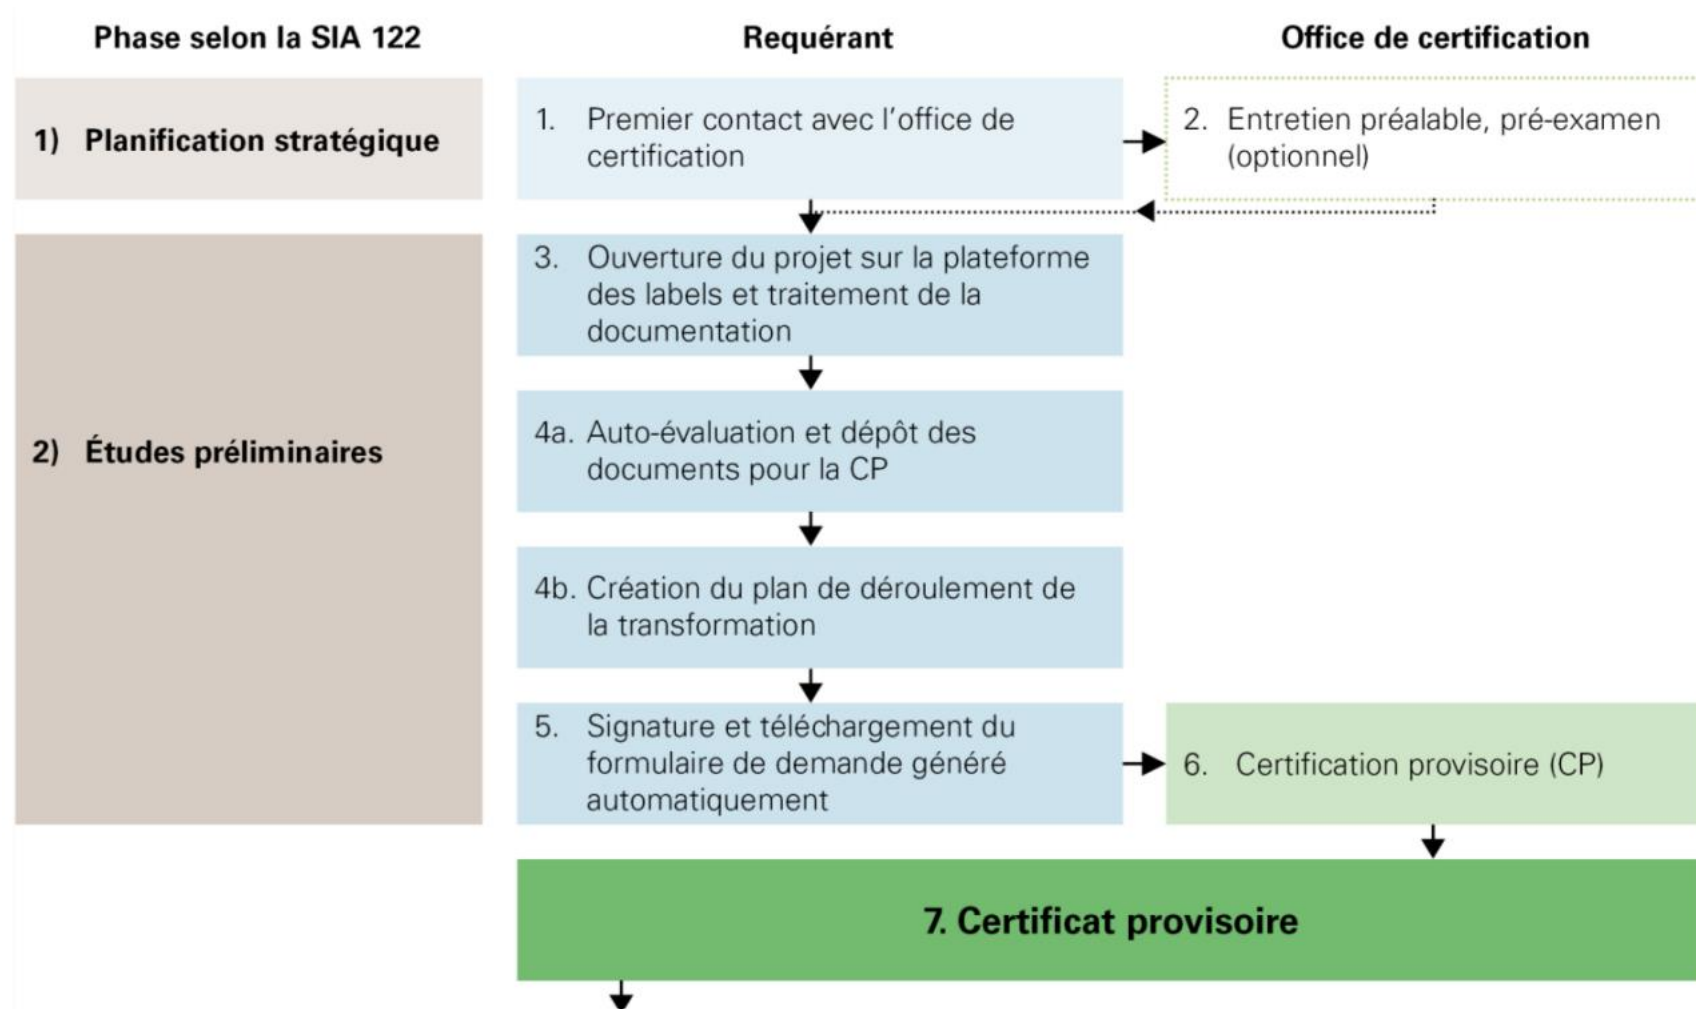 Phase selon la SIA 122
Requérant
Office de certification
1) Planification stratégique
1. Premier contact avec l’office de
certification
2. Entretien préalable, pré-examen
(optionnel)
2) Études préliminaires
3. Ouverture du projet sur la plateforme
des labels et traitement de la
documentation
4a. Auto-évaluation et dépôt des
documents pour la CP
4b. Création du plan de déroulement de
la transformation
5. Signature et téléchargement du
formulaire de demande généré
automatiquement
6. Certification provisoire (CP)
7. Certificat provisoire